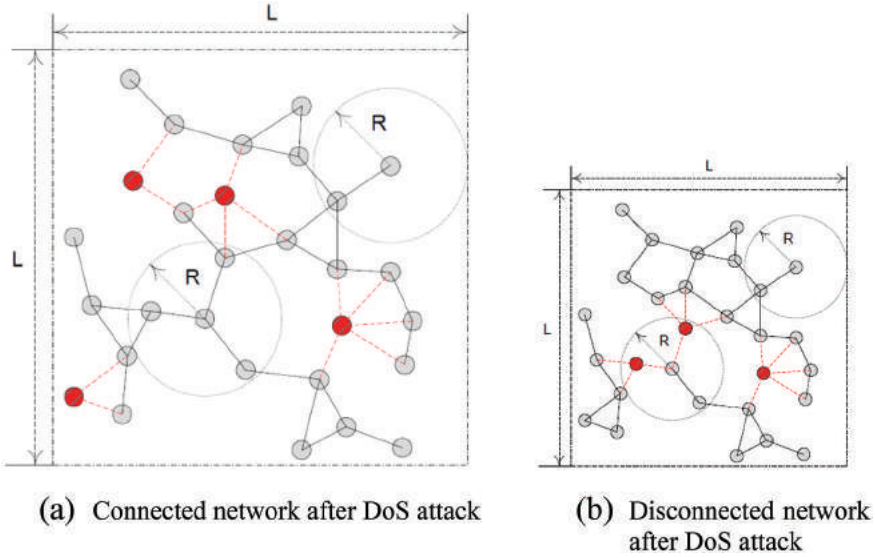 L
R
L
R
L
R
L
R
(a) Connected network after DoS attack
(b) Disconnected network
after DoS attack